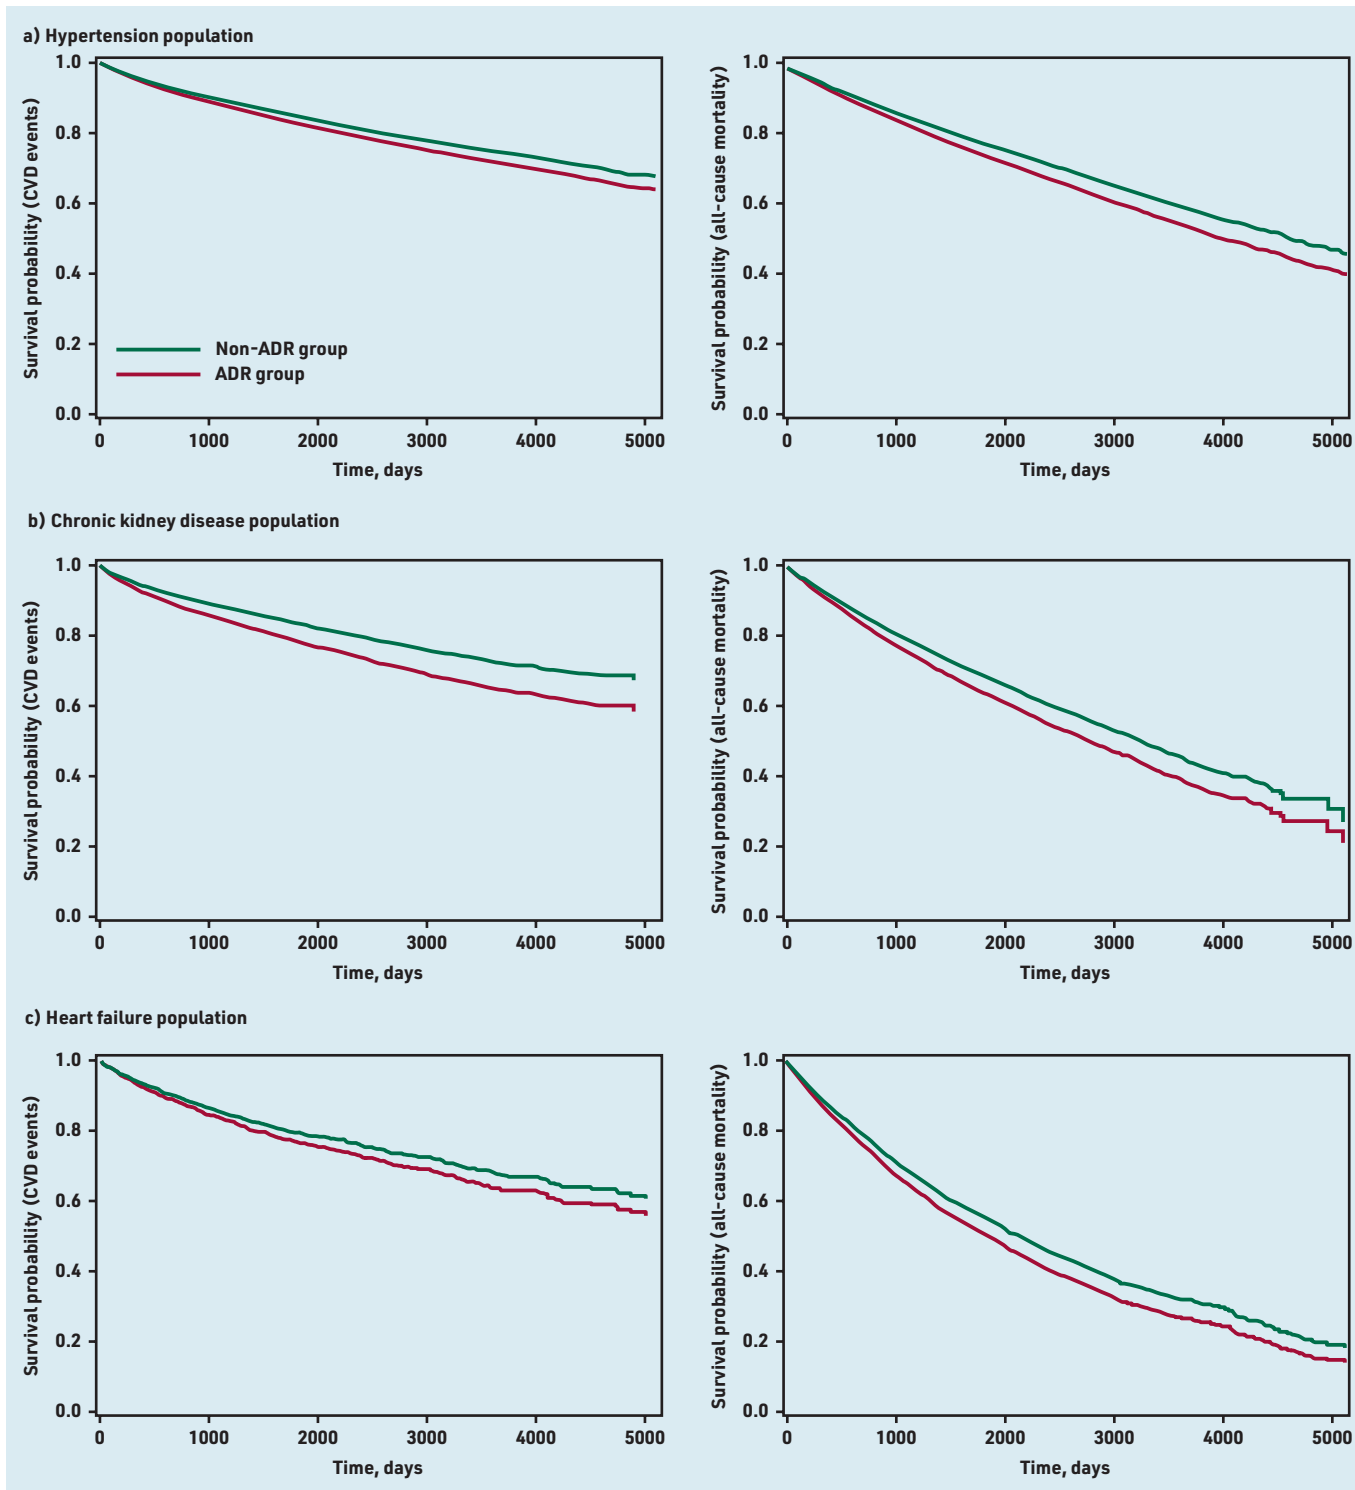 a) Hypertension population
Survival probability (CVD events)
1.0
0.8
0.6
0.4
0.2
0.0
Non-ADR group
ADR group
0 1000 2000 3000 4000 5000
Time, days
Survival probability (all-cause mortality)
1.0
0.8
0.6
0.4
0.2
0.0
0 1000 2000 3000 4000 5000
Time, days
b) Chronic kidney disease population
Survival probability (CVD events)
1.0
0.8
0.6
0.4
0.2
0.0
0 1000 2000 3000 4000 5000
Time, days
Survival probability (all-cause mortality)
1.0
0.8
0.6
0.4
0.2
0.0
0 1000 2000 3000 4000 5000
Time, days
c) Heart failure population
Survival probability (CVD events)
1.0
0.8
0.6
0.4
0.2
0.0
0 1000 2000 3000 4000 5000
Time, days
Survival probability (all-cause mortality)
1.0
0.8
0.6
0.4
0.2
0.0
0 1000 2000 3000 4000 5000
Time, days